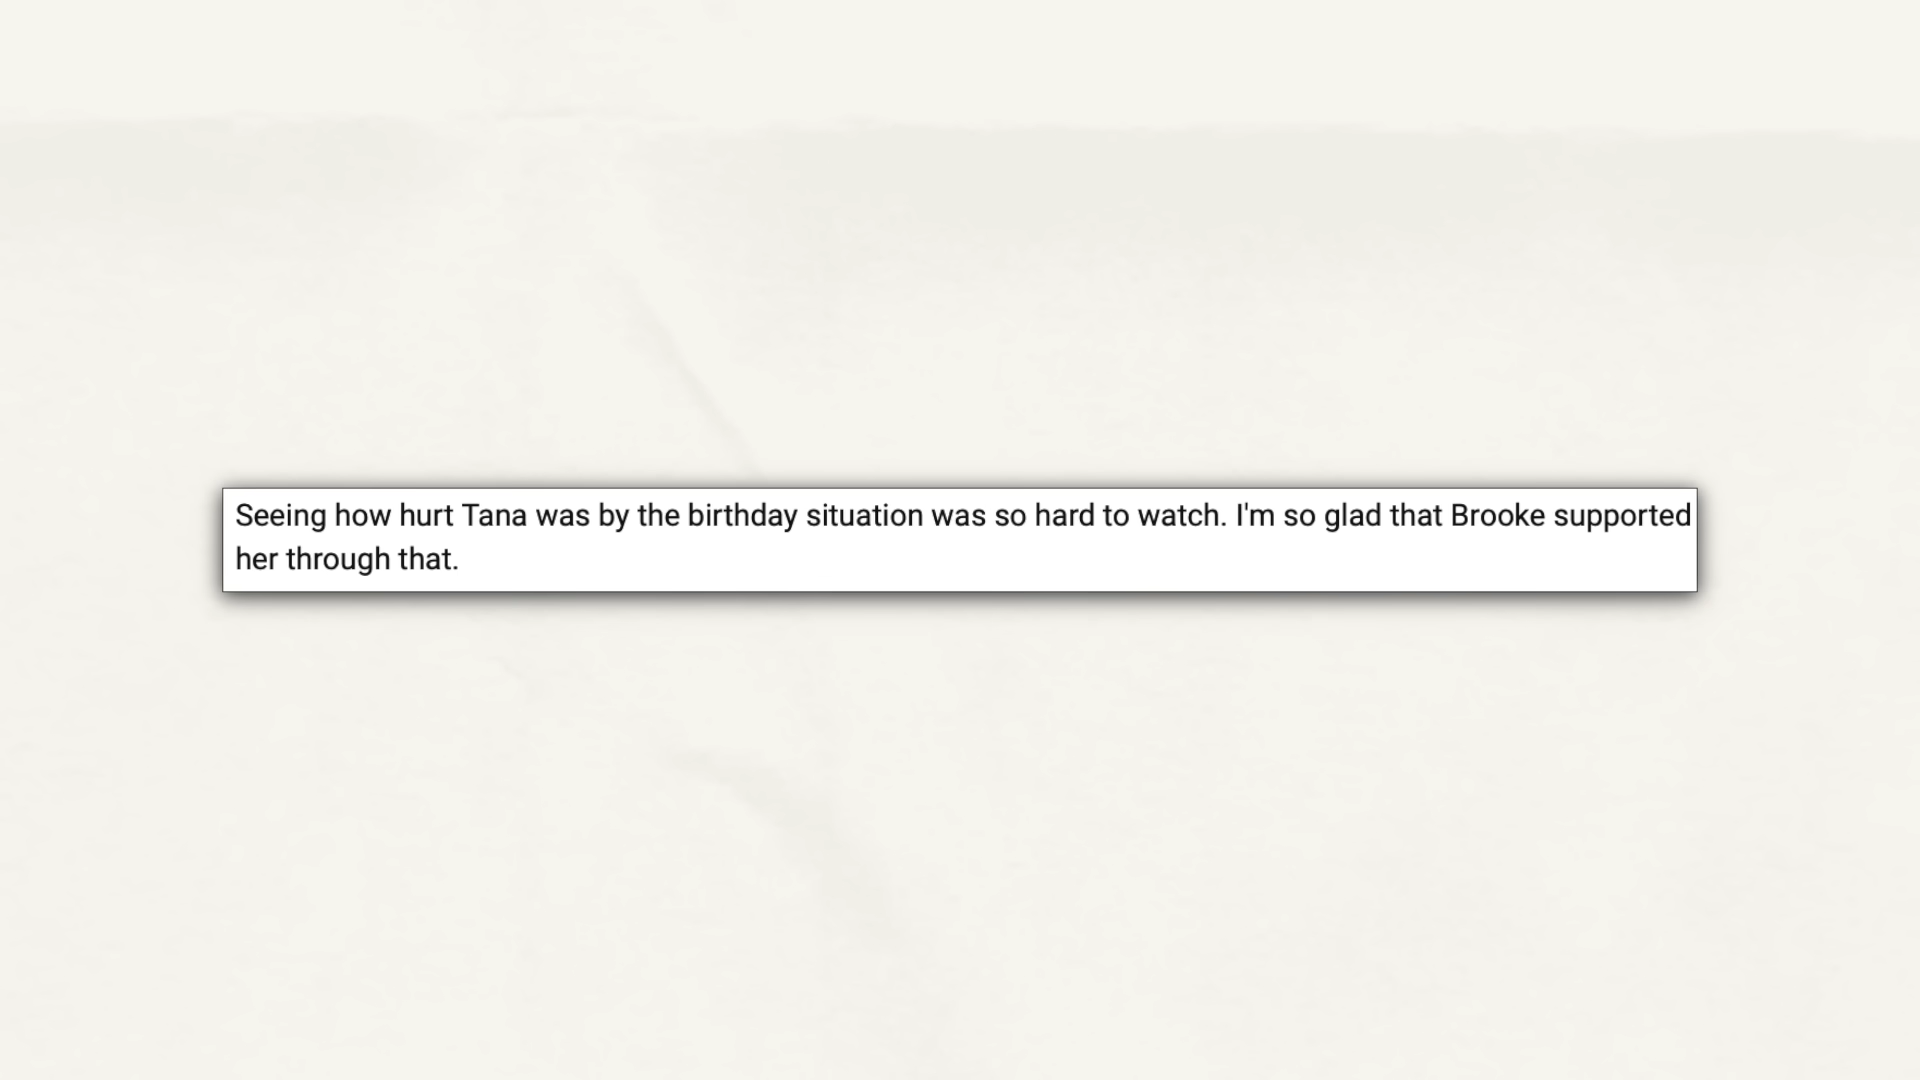 Seeing how hurt Tana was by the birthday situation was so hard to watch. I'm so glad that Brooke supported
her through that.